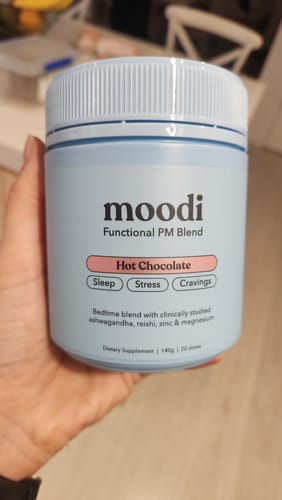 moodi
Functional PM Blend
Hot Chocolate
Sleep Stress Cravings
Bedtime blend with clinically studied
ashwagandha, reishi, zinc & magnesium
Dietary Supplement | 140g | 20 doses